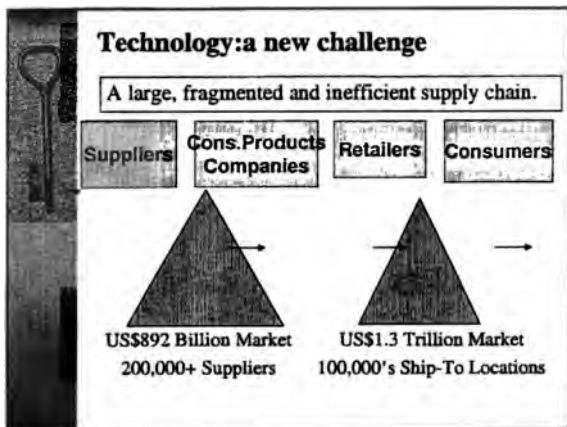 Technology:a new challenge
A large, fragmented and inefficient supply chain.
Suppliers
Cons.Products
Companies
Retailers
Consumers
US$892 Billion Market
200,000+ Suppliers
US$1.3 Trillion Market
100,000's Ship-To Locations